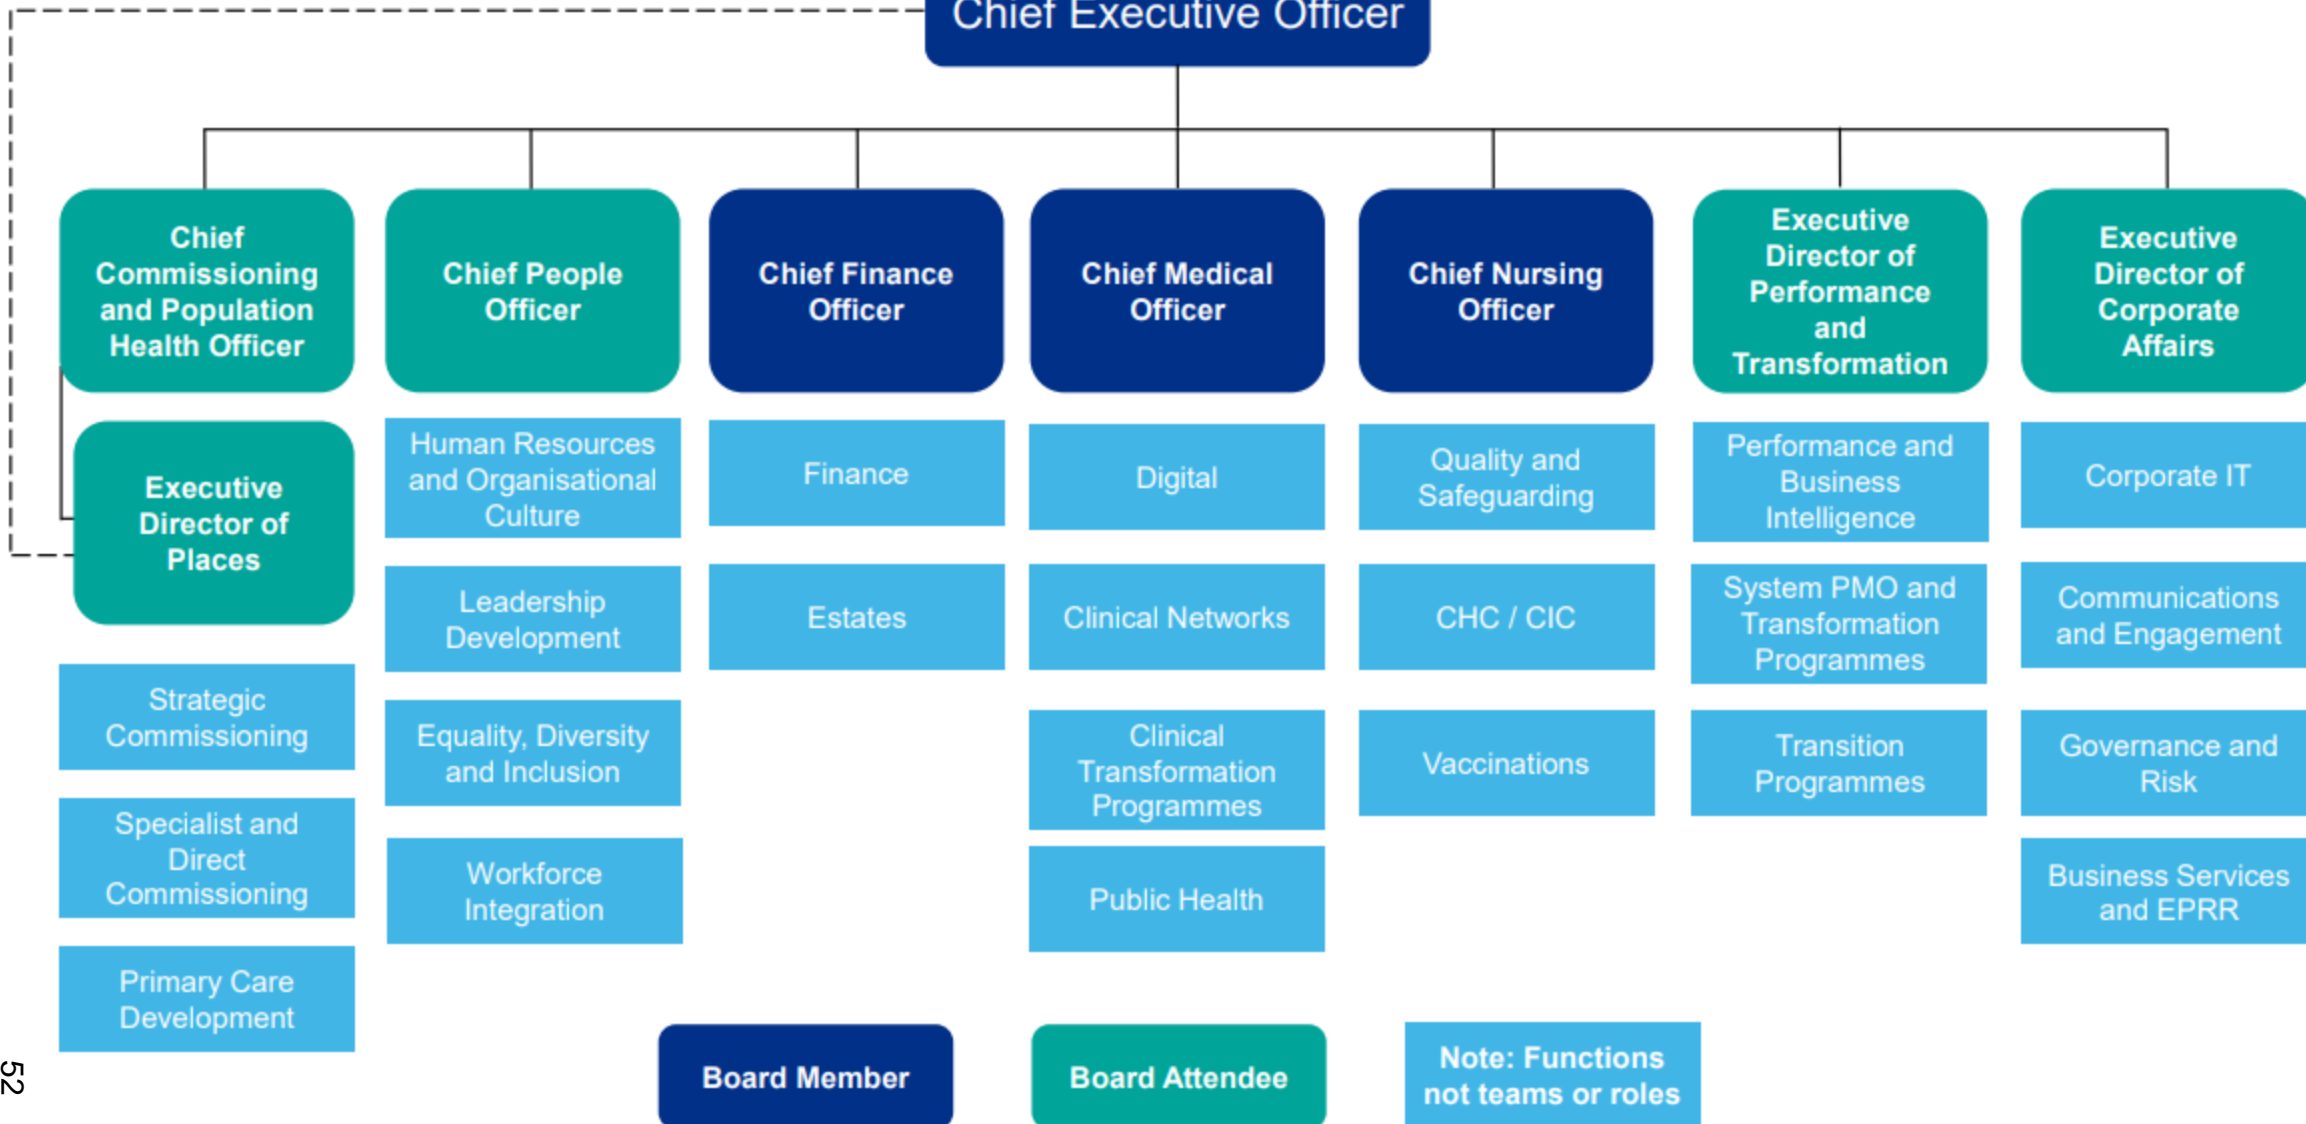 Chief Executive Officer
Chief
Commissioning
and Population
Health Officer
Chief People
Officer
Chief Finance
Officer
Chief Medical
Officer
Chief Nursing
Officer
Executive
Director of
Performance
and
Transformation
Executive
Director of
Corporate
Affairs
Executive
Director of
Places
Strategic
Commissioning
Specialist and
Direct
Commissioning
Primary Care
Development
Human Resources
and Organisational
Culture
Leadership
Development
Equality, Diversity
and Inclusion
Workforce
Integration
Finance
Estates
Digital
Clinical Networks
Clinical
Transformation
Programmes
Public Health
Quality and
Safeguarding
CHC / CIC
Vaccinations
Performance and
Business
Intelligence
System PMO and
Transformation
Programmes
Transition
Programmes
Corporate IT
Communications
and Engagement
Governance and
Risk
Business Services
and EPRR
Board Member
Board Attendee
Note: Functions
not teams or roles
52